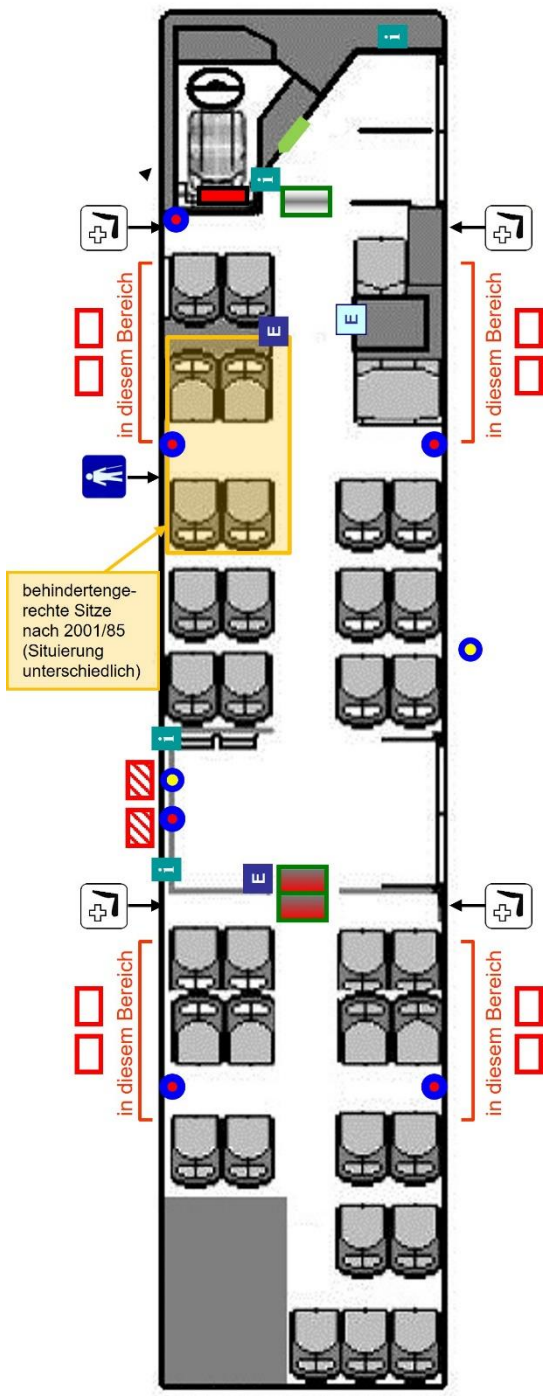 i
i
in diesem Bereich
in diesem Bereich
E
E
behindertenge-
rechte Sitze
nach 2001/85
(Situierung
unterschiedlich)
i
i
E
in diesem Bereich
in diesem Bereich